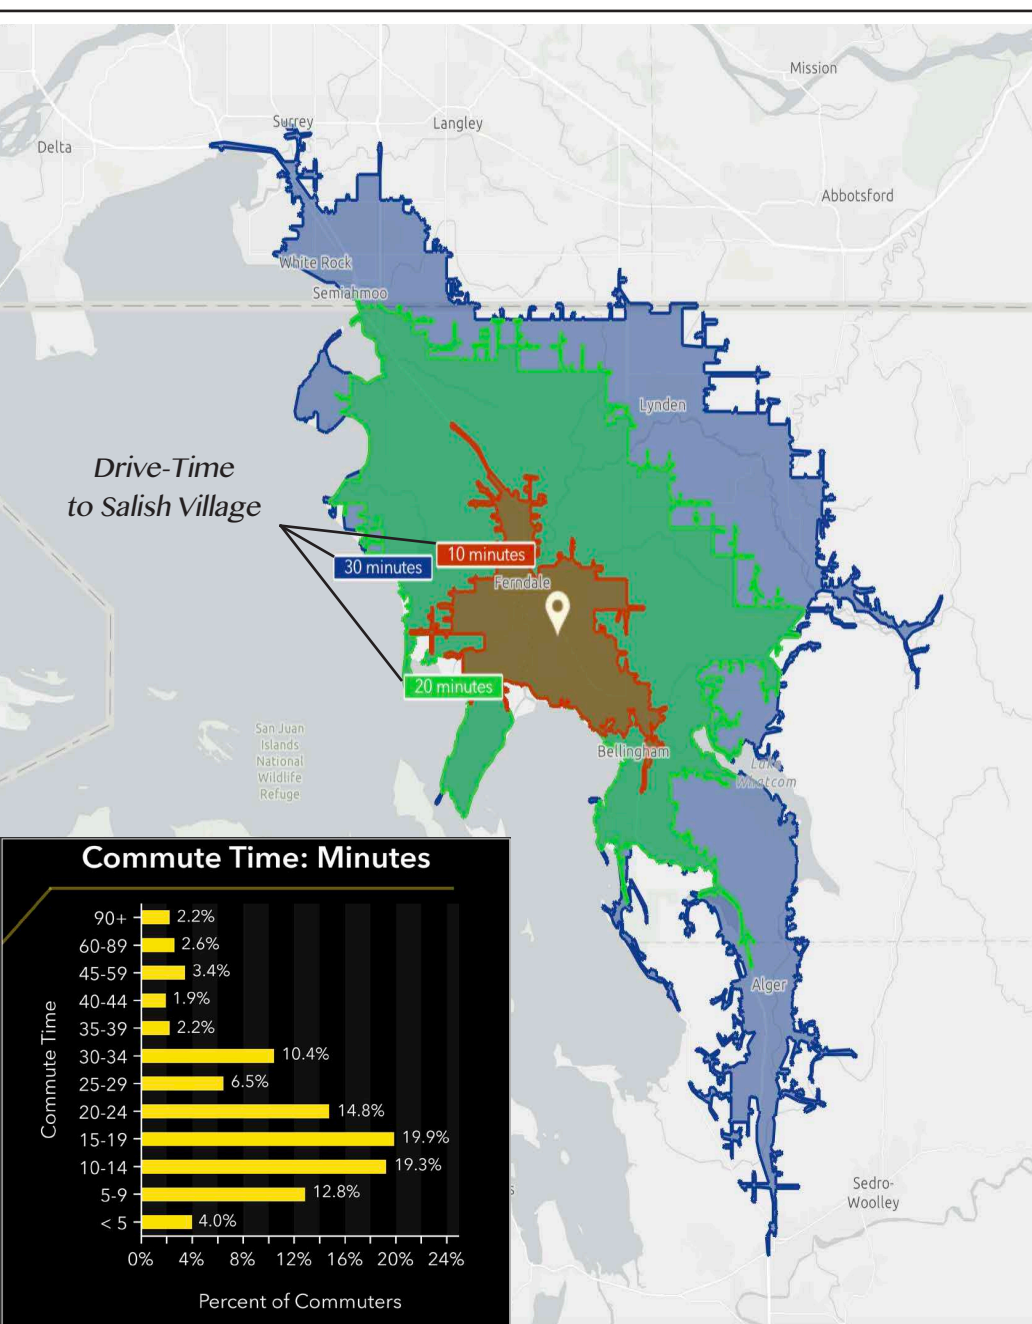 Mission
Surrey
Langley
Delta
Abbotsford
White Rock
Semiahmoo
Lynden
Drive-Time
to Salish Village
10 minutes
30 minutes
Ferndale
20 minutes
San Juan
Islands
National
Wildlife
Refuge
Bellingham
Lake
Whatcom
Alger
Sedro-
Woolley
Commute Time: Minutes
Commute Time
90+ 2.2%
60-89 2.6%
45-59 3.4%
40-44 1.9%
35-39 2.2%
30-34 10.4%
25-29 6.5%
20-24 14.8%
15-19 19.9%
10-14 19.3%
5-9 12.8%
< 5 4.0%
0% 4% 8% 12% 16% 20% 24%
Percent of Commuters